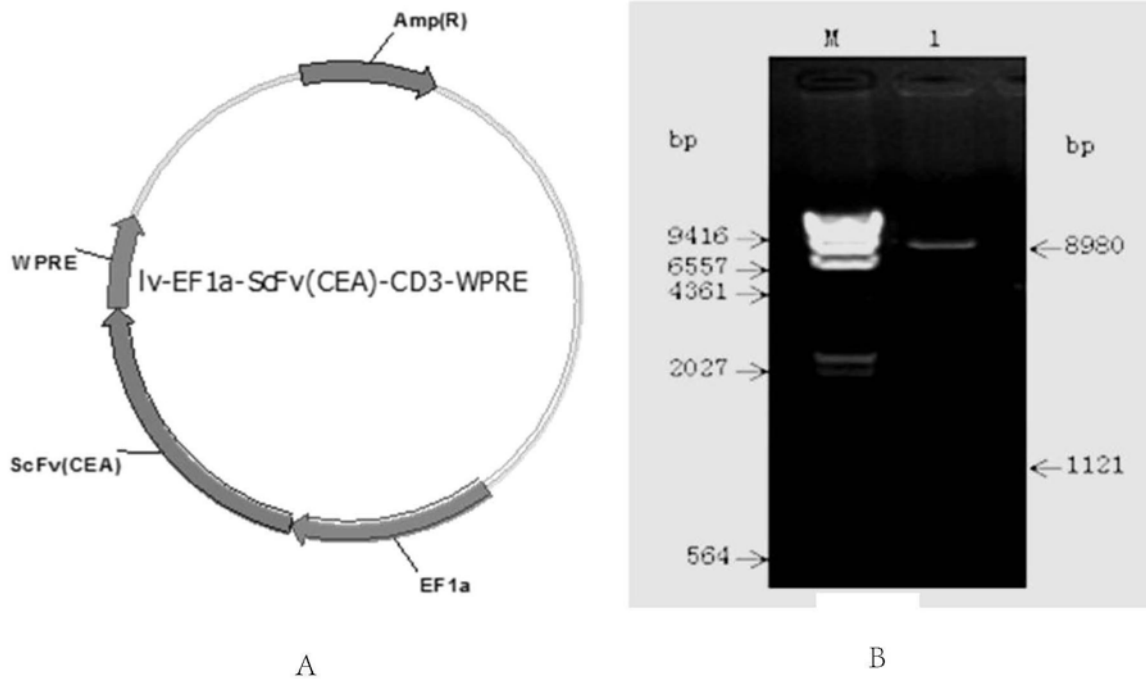 Amp(R)
WPRE
lv-EF1a-ScFv(CEA)-CD3-WPRE
ScFv(CEA)
EF1a
A
M 1
bp
bp
9416
8980
6557
4361
2027
1121
564
B